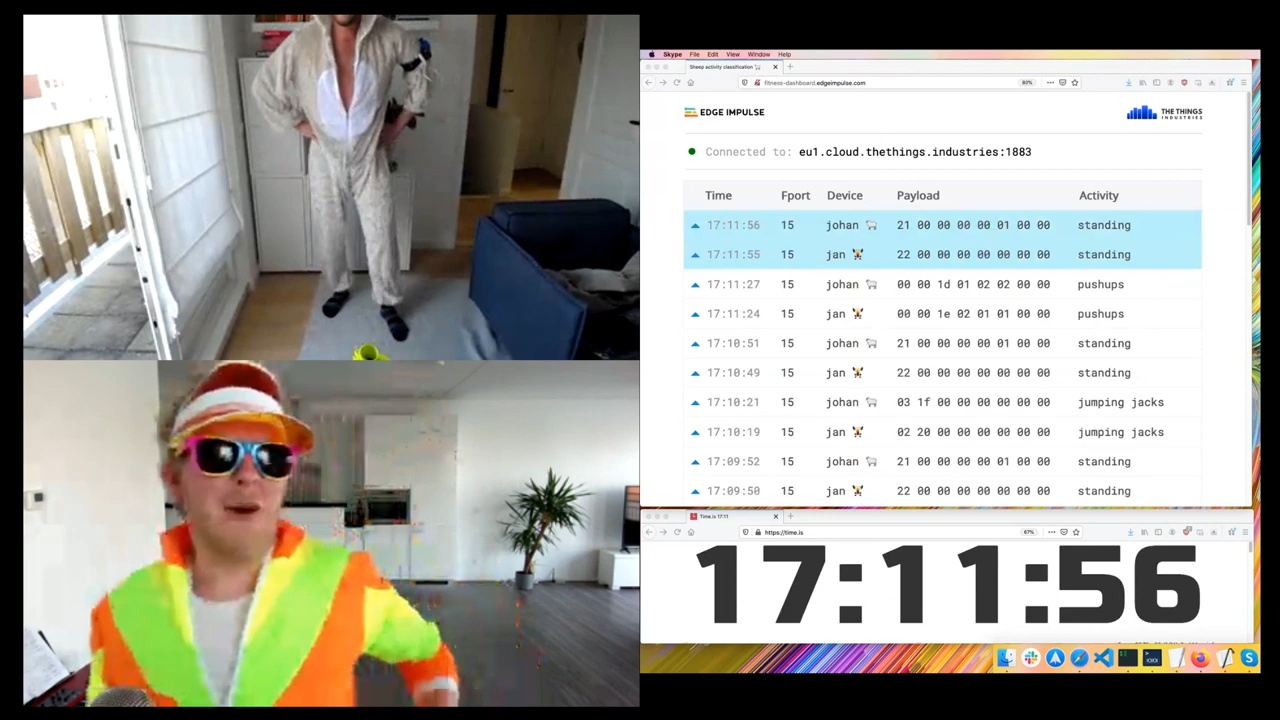 Skype File Edit View Window Help
Sheep activity classification
fitness-dashboard.edgeimpulse.com 80%
EDGE IMPULSE
THE THINGS
INDUSTRIES
Connected to: eu1.cloud.thethings.industries:1883
Time Fport Device Payload Activity
17:11:56 15 johan 21 00 00 00 00 01 00 00 standing
17:11:55 15 jan 22 00 00 00 00 00 00 00 standing
17:11:27 15 johan 00 00 1d 01 02 02 00 00 pushups
17:11:24 15 jan 00 00 1e 02 01 01 00 00 pushups
17:10:51 15 johan 21 00 00 00 00 01 00 00 standing
17:10:49 15 jan 22 00 00 00 00 00 00 00 standing
17:10:21 15 johan 03 1f 00 00 00 00 00 00 jumping jacks
17:10:19 15 jan 02 20 00 00 00 00 00 00 jumping jacks
17:09:52 15 johan 21 00 00 00 00 01 00 00 standing
17:09:50 15 jan 22 00 00 00 00 00 00 00 standing
Time.is 17:11
https://time.is 67%
17:11:56